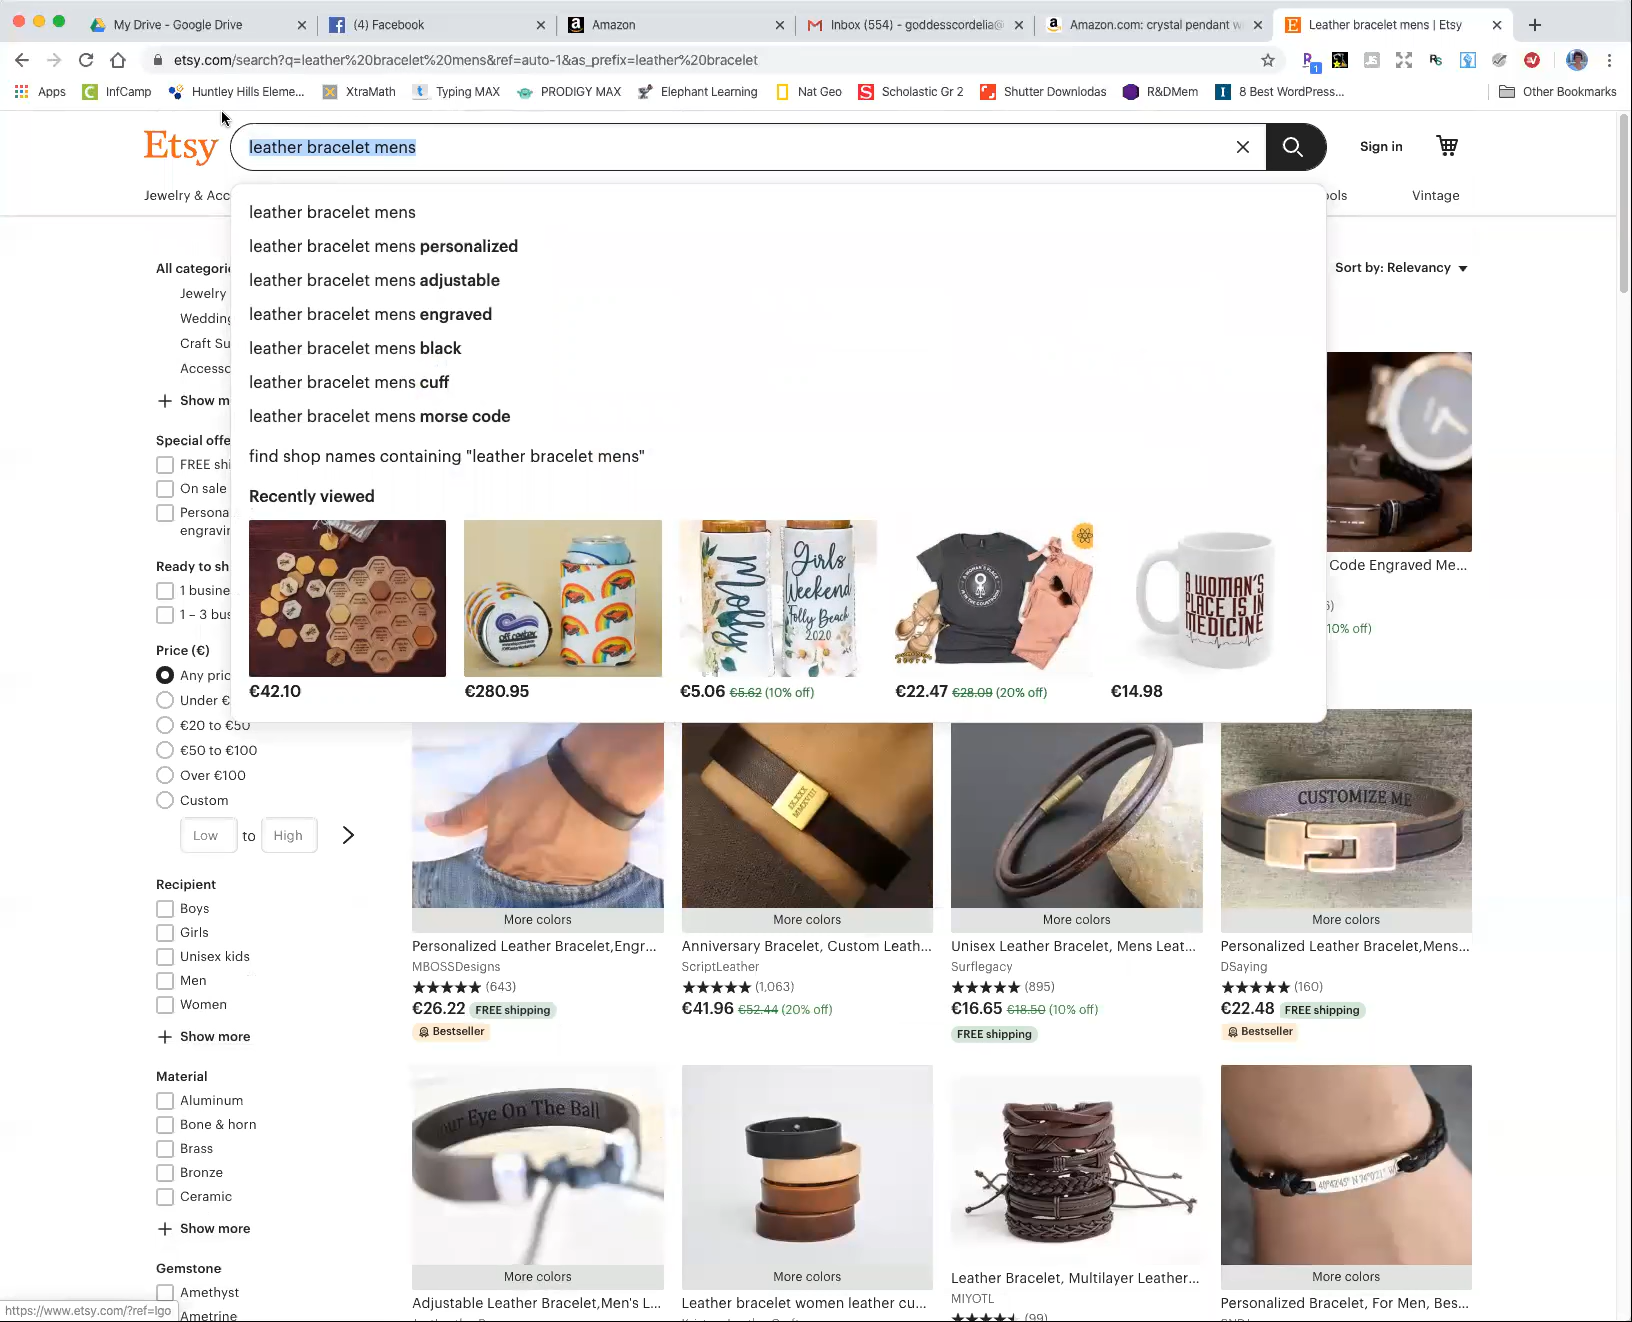 My Drive - Google Drive
(4) Facebook
Amazon
Inbox (554) - goddesscordelia@
Amazon.com: crystal pendant w
Leather bracelet mens | Etsy
etsy.com/search?q=leather%20bracelet%20mens&ref=auto-1&as_prefix=leather%20bracelet
Apps
InfCamp
Huntley Hills Eleme...
XtraMath
Typing MAX
PRODIGY MAX
Elephant Learning
Nat Geo
Scholastic Gr 2
Shutter Downlodas
R&DMem
8 Best WordPress...
Other Bookmarks
Etsy
leather bracelet mens
Sign in
Jewelry & Acc
ools
Vintage
leather bracelet mens
leather bracelet mens personalized
leather bracelet mens adjustable
leather bracelet mens engraved
leather bracelet mens black
leather bracelet mens cuff
leather bracelet mens morse code
find shop names containing "leather bracelet mens"
Recently viewed
€42.10
€280.95
€5.06 €5.62 (10% off)
€22.47 €28.09 (20% off)
€14.98
Molly
Girls
Weekend
Folly Beach
2020
A WOMAN'S
PLACE IS IN
MEDICINE
All categori
Jewelry
Wedding
Craft Su
Accesso
Show m
Special offe
FREE shi
On sale
Persona
engravin
Ready to sh
1 busine
1 – 3 bus
Price (€)
Any pric
Under €
€20 to €50
€50 to €100
Over €100
Custom
Low to High
Recipient
Boys
Girls
Unisex kids
Men
Women
Show more
Material
Aluminum
Bone & horn
Brass
Bronze
Ceramic
Show more
Gemstone
Amethyst
Ametrine
Sort by: Relevancy
Code Engraved Me...
10% off)
More colors
Personalized Leather Bracelet,Engr...
MBOSSDesigns
(643)
€26.22 FREE shipping
Bestseller
More colors
Anniversary Bracelet, Custom Leath...
ScriptLeather
(1,063)
€41.96 €52.44 (20% off)
More colors
Unisex Leather Bracelet, Mens Leat...
Surflegacy
(895)
€16.65 €18.50 (10% off)
FREE shipping
CUSTOMIZE ME
More colors
Personalized Leather Bracelet,Mens...
DSaying
(160)
€22.48 FREE shipping
Bestseller
our Eye On The Ball
More colors
Adjustable Leather Bracelet,Men's L...
More colors
Leather bracelet women leather cu...
Leather Bracelet, Multilayer Leather...
MIYOTL
(99)
More colors
Personalized Bracelet, For Men, Bes...
https://www.etsy.com/?ref=lgo